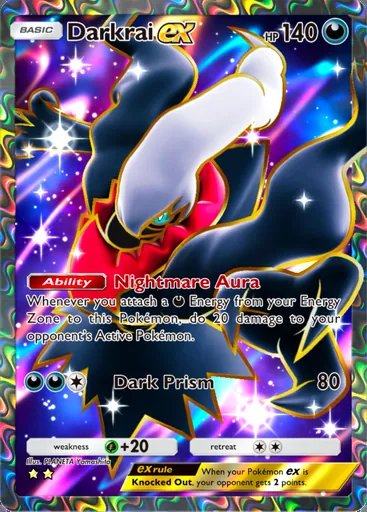 BASIC Darkrai ex HP 140
Ability Nightmare Aura
Whenever you attach a Energy from your Energy
Zone to this Pokémon, do 20 damage to your
opponent's Active Pokémon.
Dark Prism 80
weakness +20 retreat
Illus. PLANETA Yamashita
ex rule When your Pokémon ex is
Knocked Out, your opponent gets 2 points.